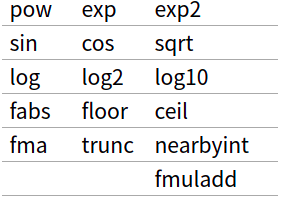 pow exp exp2
sin cos sqrt
log log2 log10
fabs floor ceil
fma trunc nearbyint
fmuladd